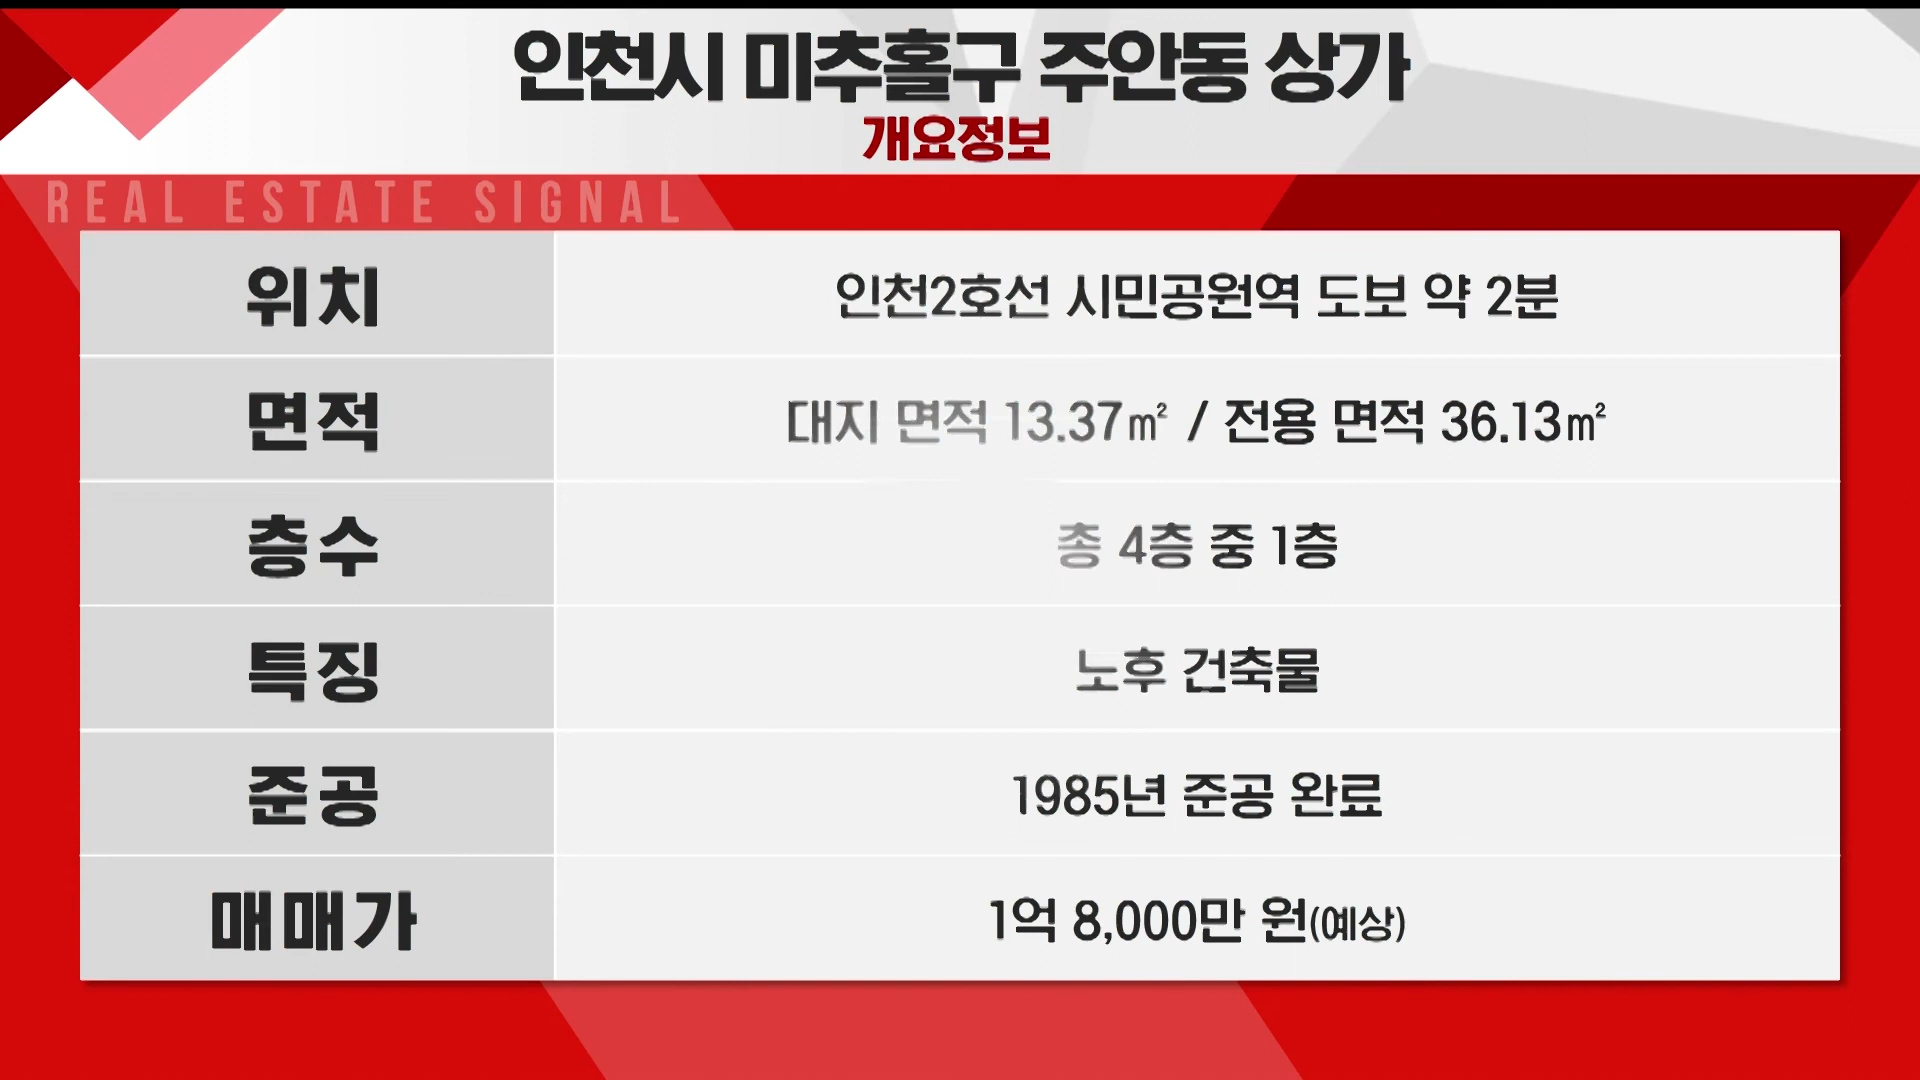 인천시 미추홀구 주안동 상가
개요정보
REAL ESTATE SIGNAL
위치 인천2호선 시민공원역 도보 약 2분
면적 대지 면적 13.37㎡ / 전용 면적 36.13㎡
층수 총 4층 중 1층
특징 노후 건축물
준공 1985년 준공 완료
매매가 1억 8,000만 원(예상)